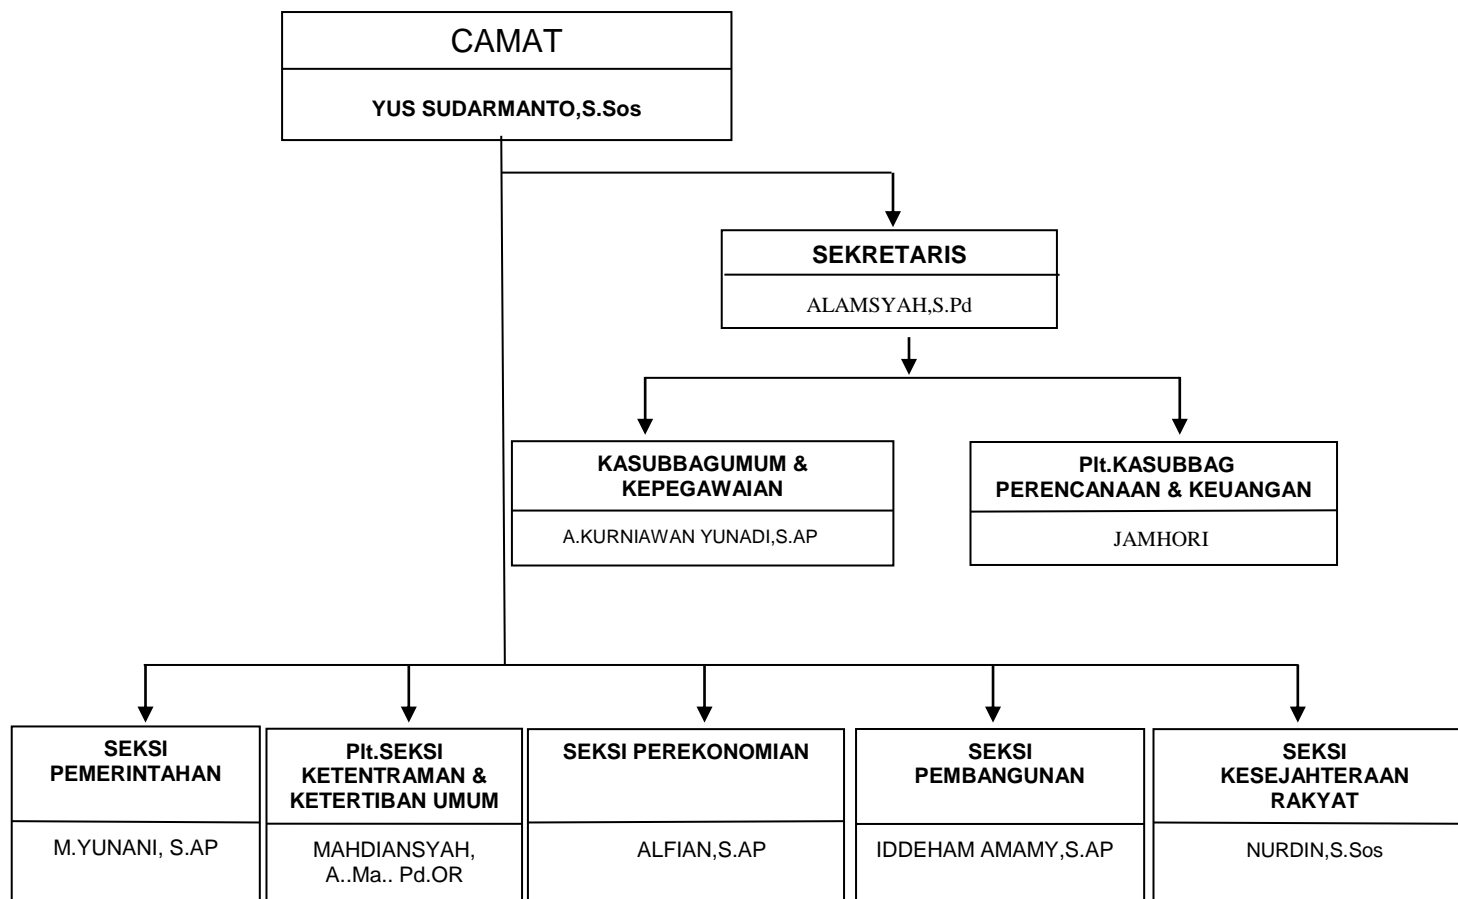 CAMAT
YUS SUDARMANTO,S.Sos
SEKRETARIS
ALAMSYAH,S.Pd
KASUBBAGUMUM &
KEPEGAWAIAN
A.KURNIAWAN YUNADI,S.AP
Plt.KASUBBAG
PERENCANAAN & KEUANGAN
JAMHORI
SEKSI
PEMERINTAHAN
M.YUNANI, S.AP
Plt.SEKSI
KETENTRAMAN &
KETERTIBAN UMUM
MAHDIANSYAH,
A..Ma.. Pd.OR
SEKSI PEREKONOMIAN
ALFIAN,S.AP
SEKSI
PEMBANGUNAN
IDDEHAM AMAMY,S.AP
SEKSI
KESEJAHTERAAN
RAKYAT
NURDIN,S.Sos